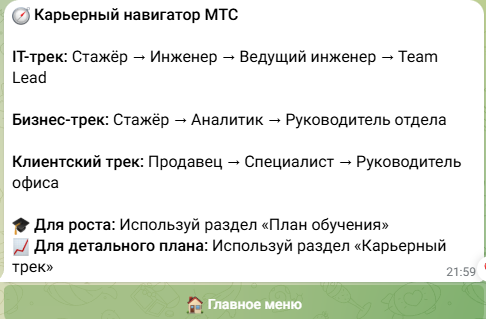 🧭 Карьерный навигатор МТС
IT-трек: Стажёр → Инженер → Ведущий инженер → Team
Lead
Бизнес-трек: Стажёр → Аналитик → Руководитель отдела
Клиентский трек: Продавец → Специалист → Руководитель
офиса
🎓 Для роста: Используй раздел «План обучения»
📈 Для детального плана: Используй раздел «Карьерный
трек»
21:59
🏠 Главное меню